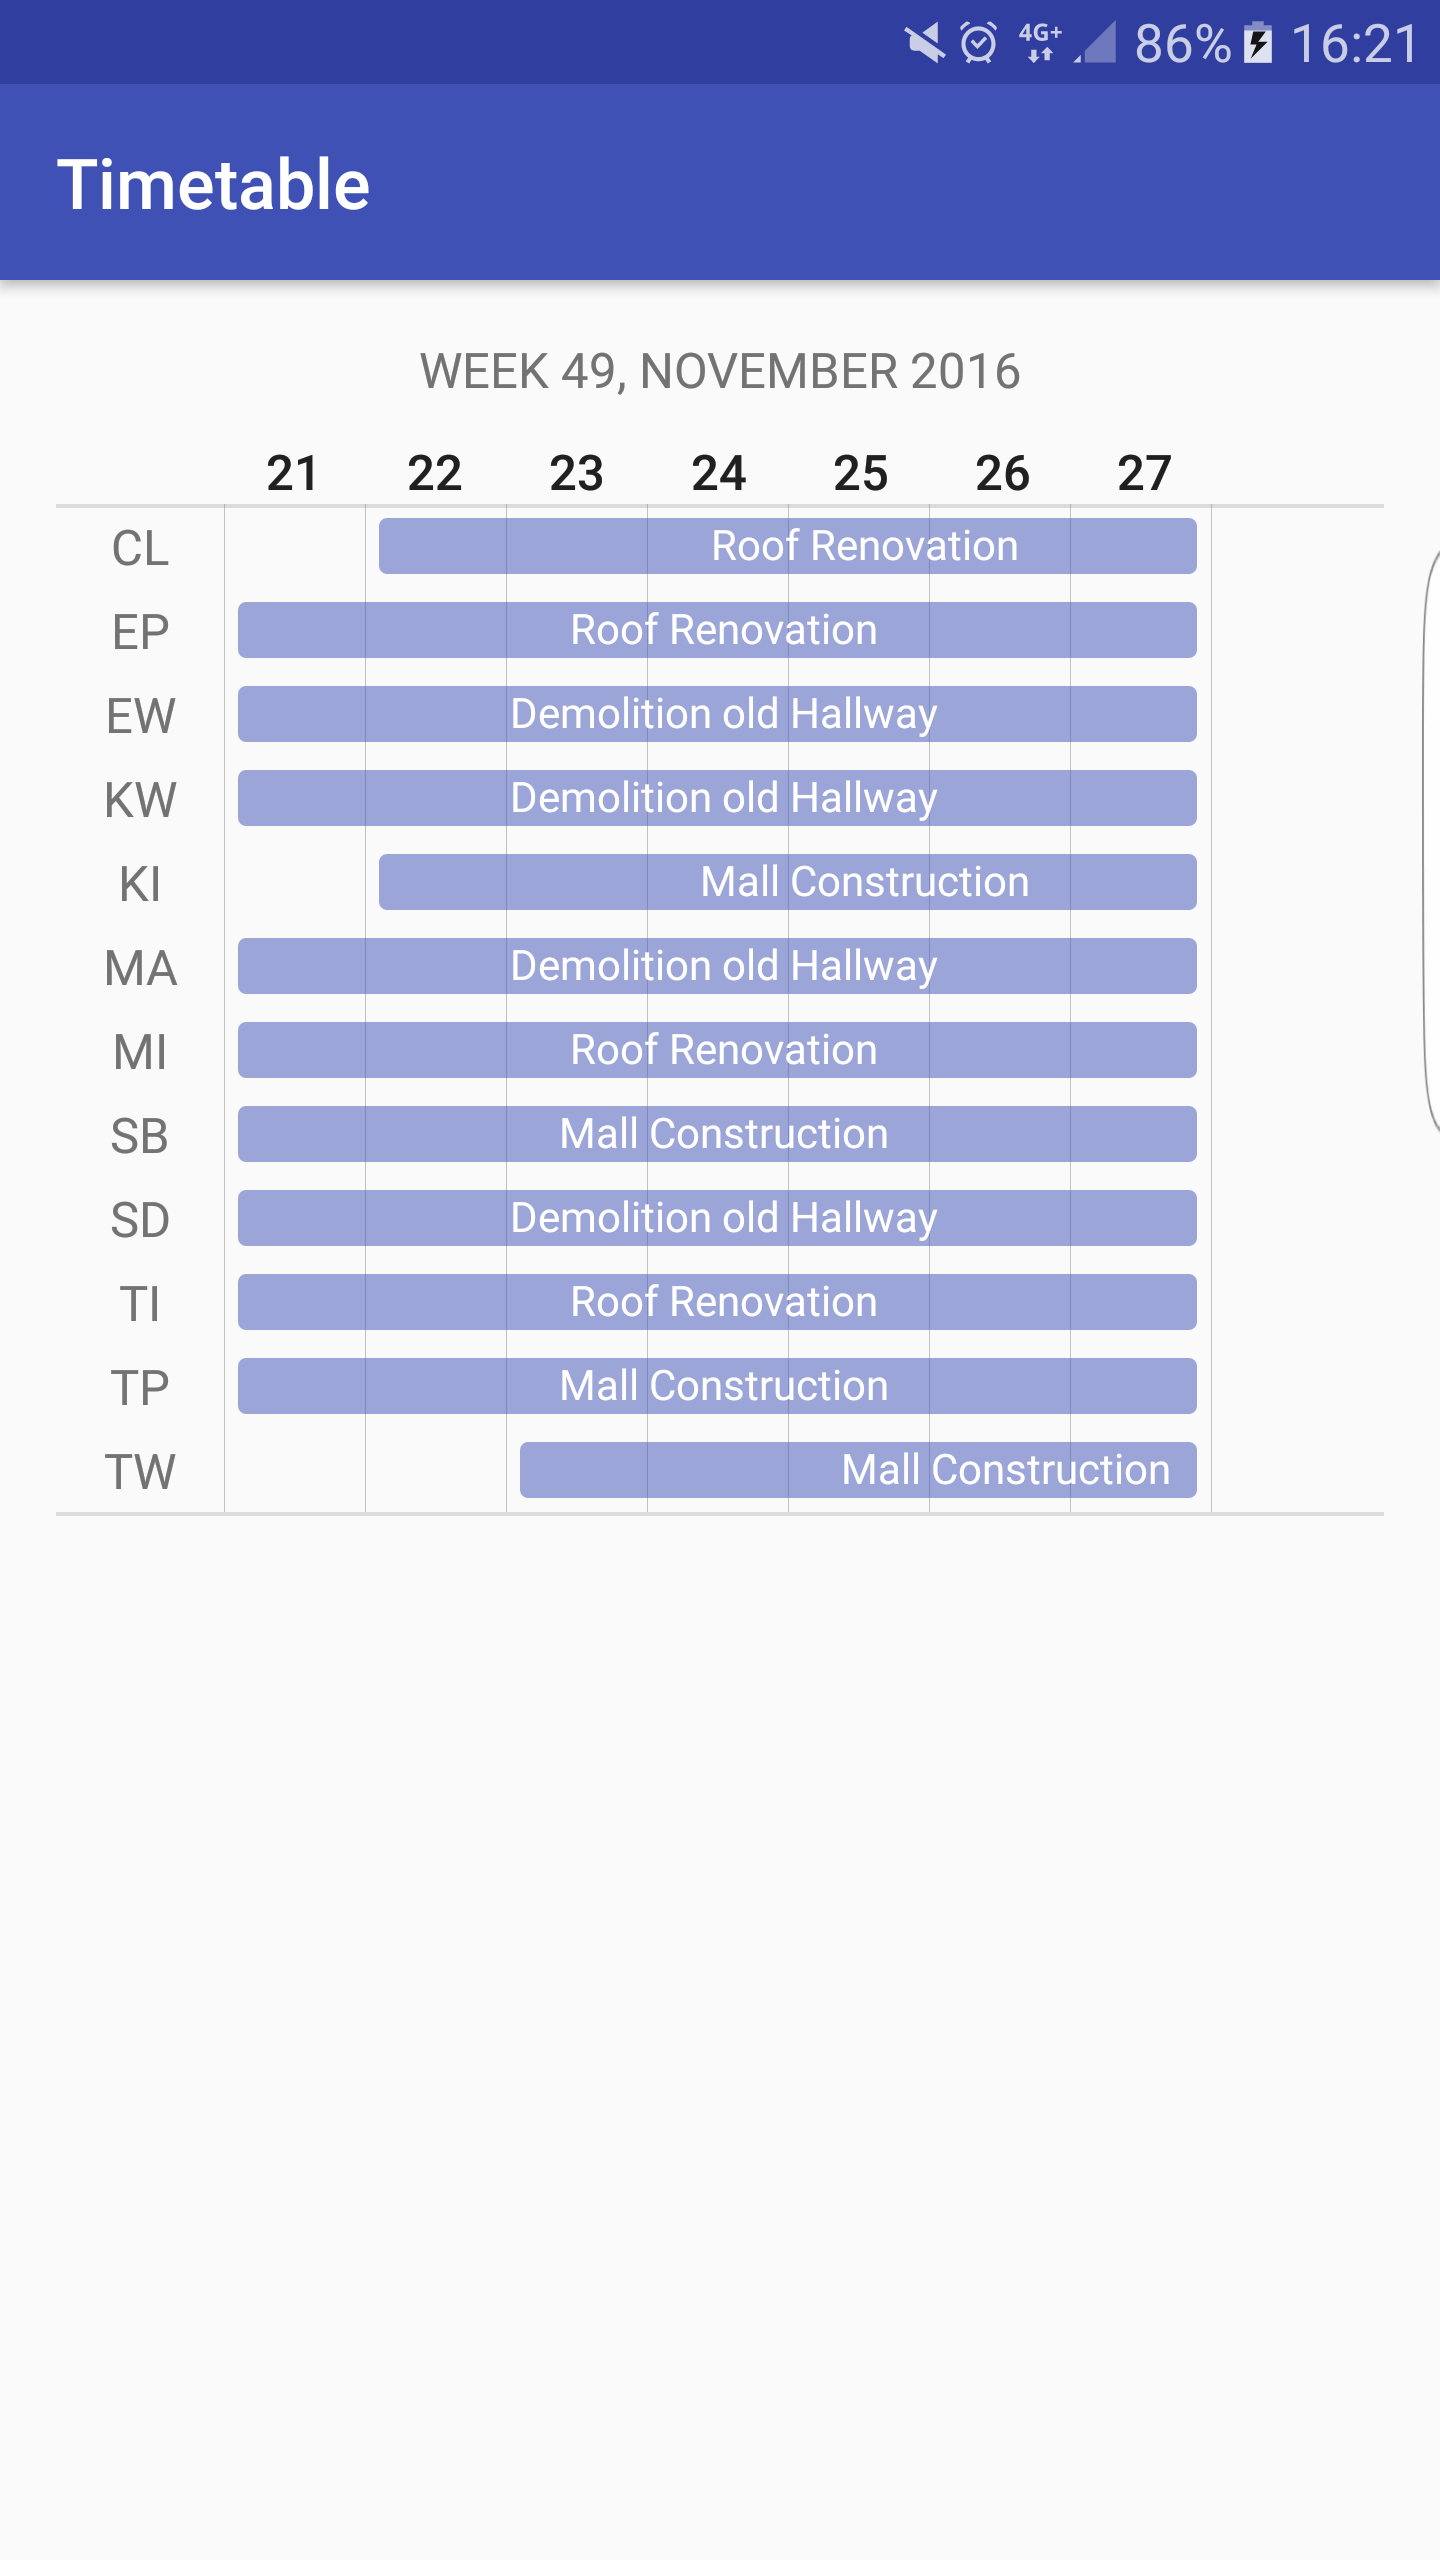 4G+ 86% 16:21
Timetable
WEEK 49, NOVEMBER 2016
21 22 23 24 25 26 27
CL Roof Renovation
EP Roof Renovation
EW Demolition old Hallway
KW Demolition old Hallway
KI Mall Construction
MA Demolition old Hallway
MI Roof Renovation
SB Mall Construction
SD Demolition old Hallway
TI Roof Renovation
TP Mall Construction
TW Mall Construction